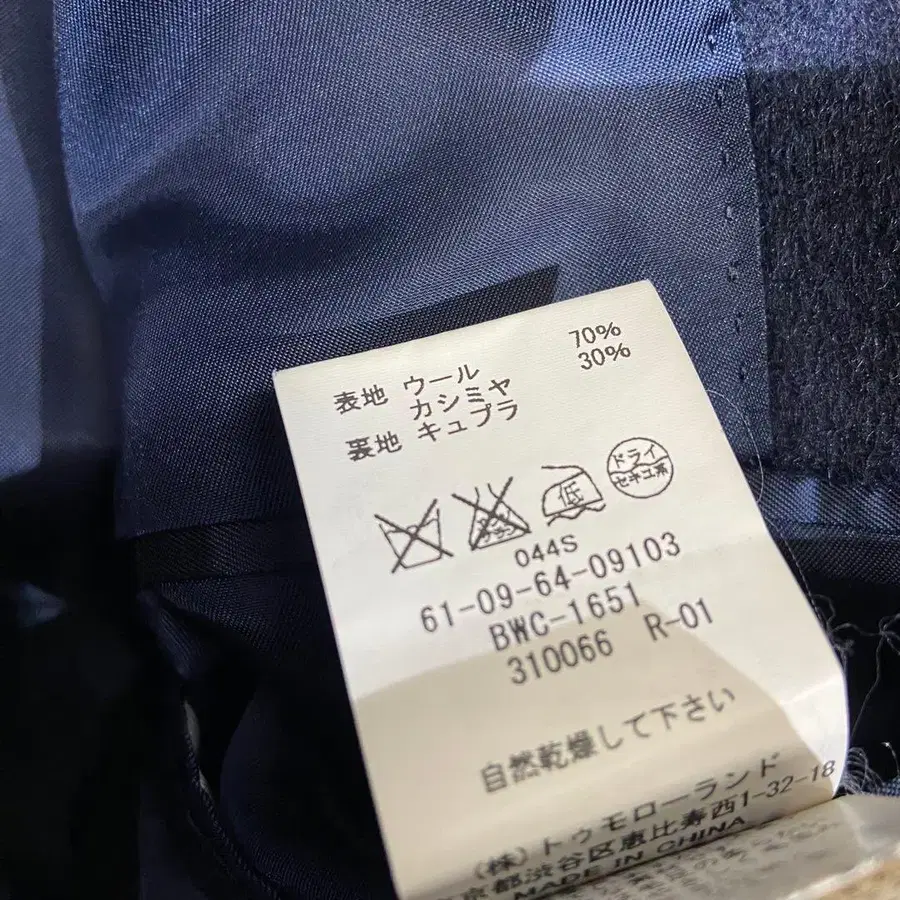 70%
30%
表地 ウール
カシミヤ
裏地 キュプラ
低
ドライ
セキユ系
044S
61-09-64-09103
BWC-1651
310066 R-01
自然乾燥して下さい
(株)トゥモローランド
京都渋谷区恵比寿西1-32-18
MADE IN CHINA